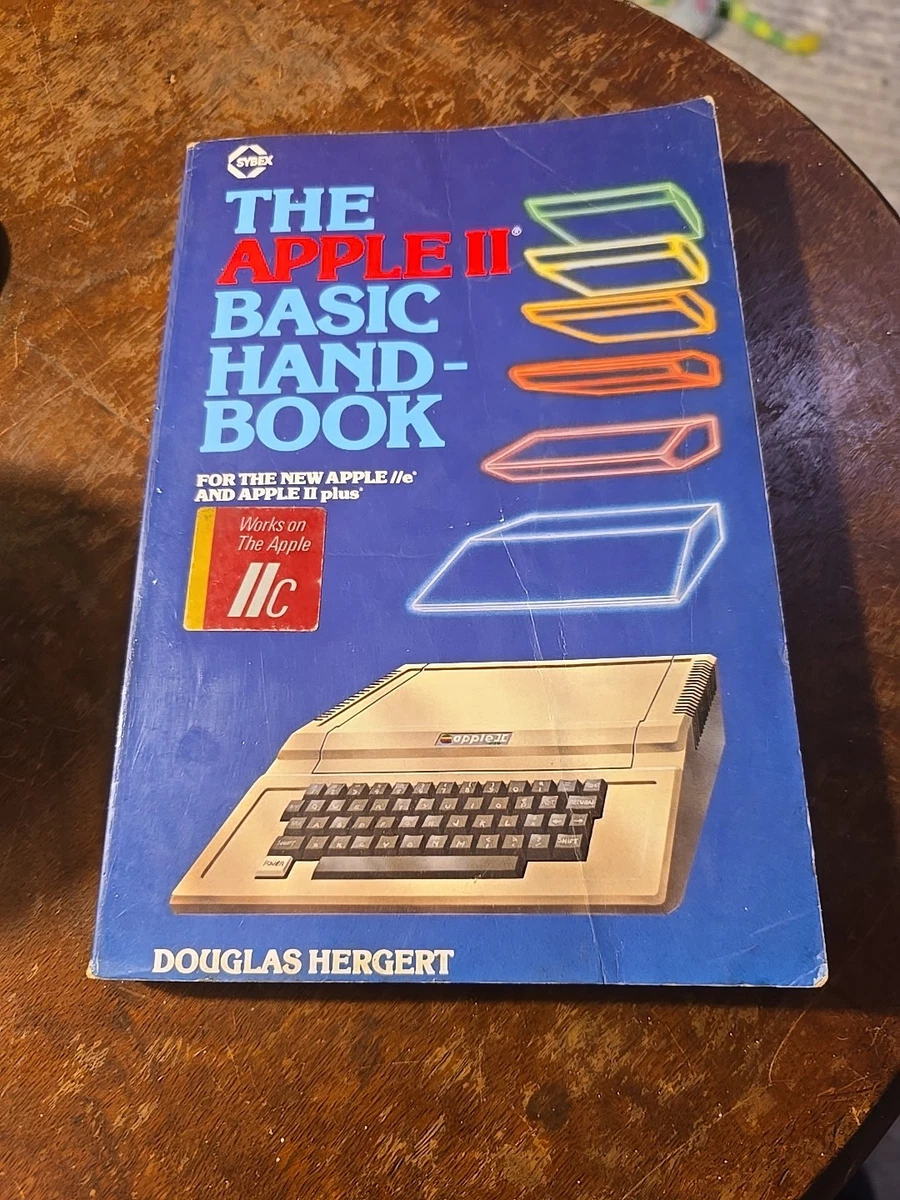 SYBEX
THE
APPLE II®
BASIC
HAND-
BOOK
FOR THE NEW APPLE //e®
AND APPLE II plus®
Works on
The Apple
IIc
apple II
RETURN
SHIFT
SHIFT
POWER
DOUGLAS HERGERT